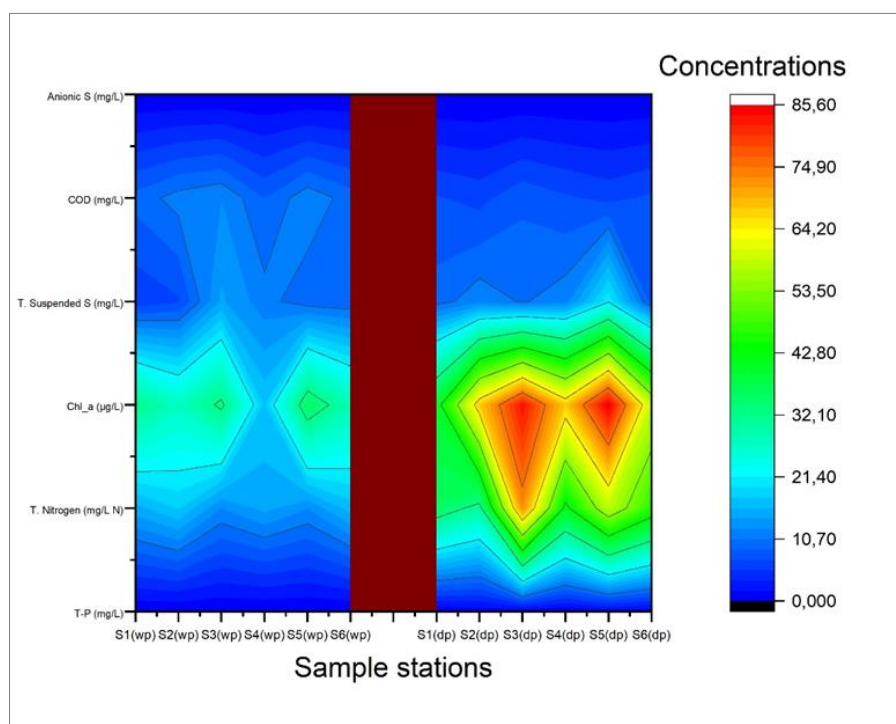 Concentrations
Anionic S (mg/L)
COD (mg/L)
T. Suspended S (mg/L)
Chl_a (µg/L)
T. Nitrogen (mg/L N)
T-P (mg/L)
85,60
74,90
64,20
53,50
42,80
32,10
21,40
10,70
0,000
S1(wp) S2(wp) S3(wp) S4(wp) S5(wp) S6(wp) S1(dp) S2(dp) S3(dp) S4(dp) S5(dp) S6(dp)
Sample stations